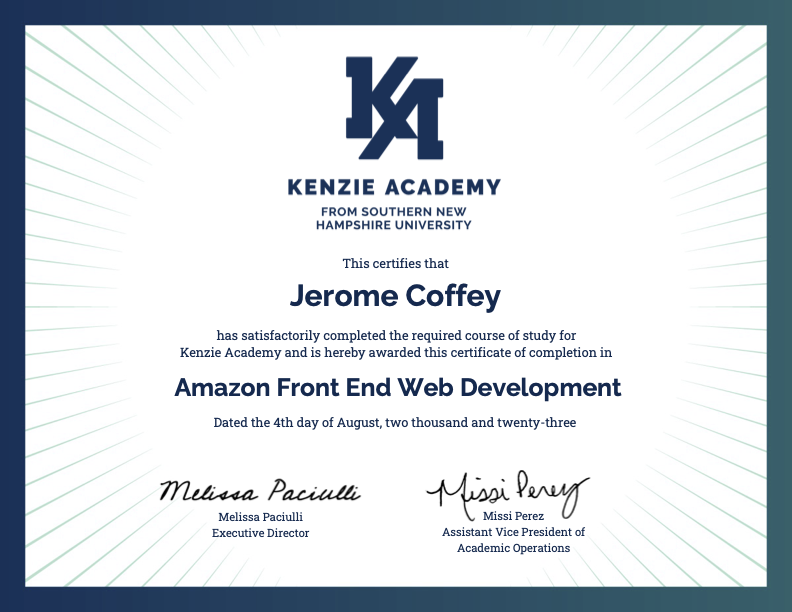 KA
KENZIE ACADEMY
FROM SOUTHERN NEW
HAMPSHIRE UNIVERSITY
This certifies that
Jerome Coffey
has satisfactorily completed the required course of study for
Kenzie Academy and is hereby awarded this certificate of completion in
Amazon Front End Web Development
Dated the 4th day of August, two thousand and twenty-three
Melissa Paciulli
Melissa Paciulli
Executive Director
Missi Perez
Missi Perez
Assistant Vice President of
Academic Operations